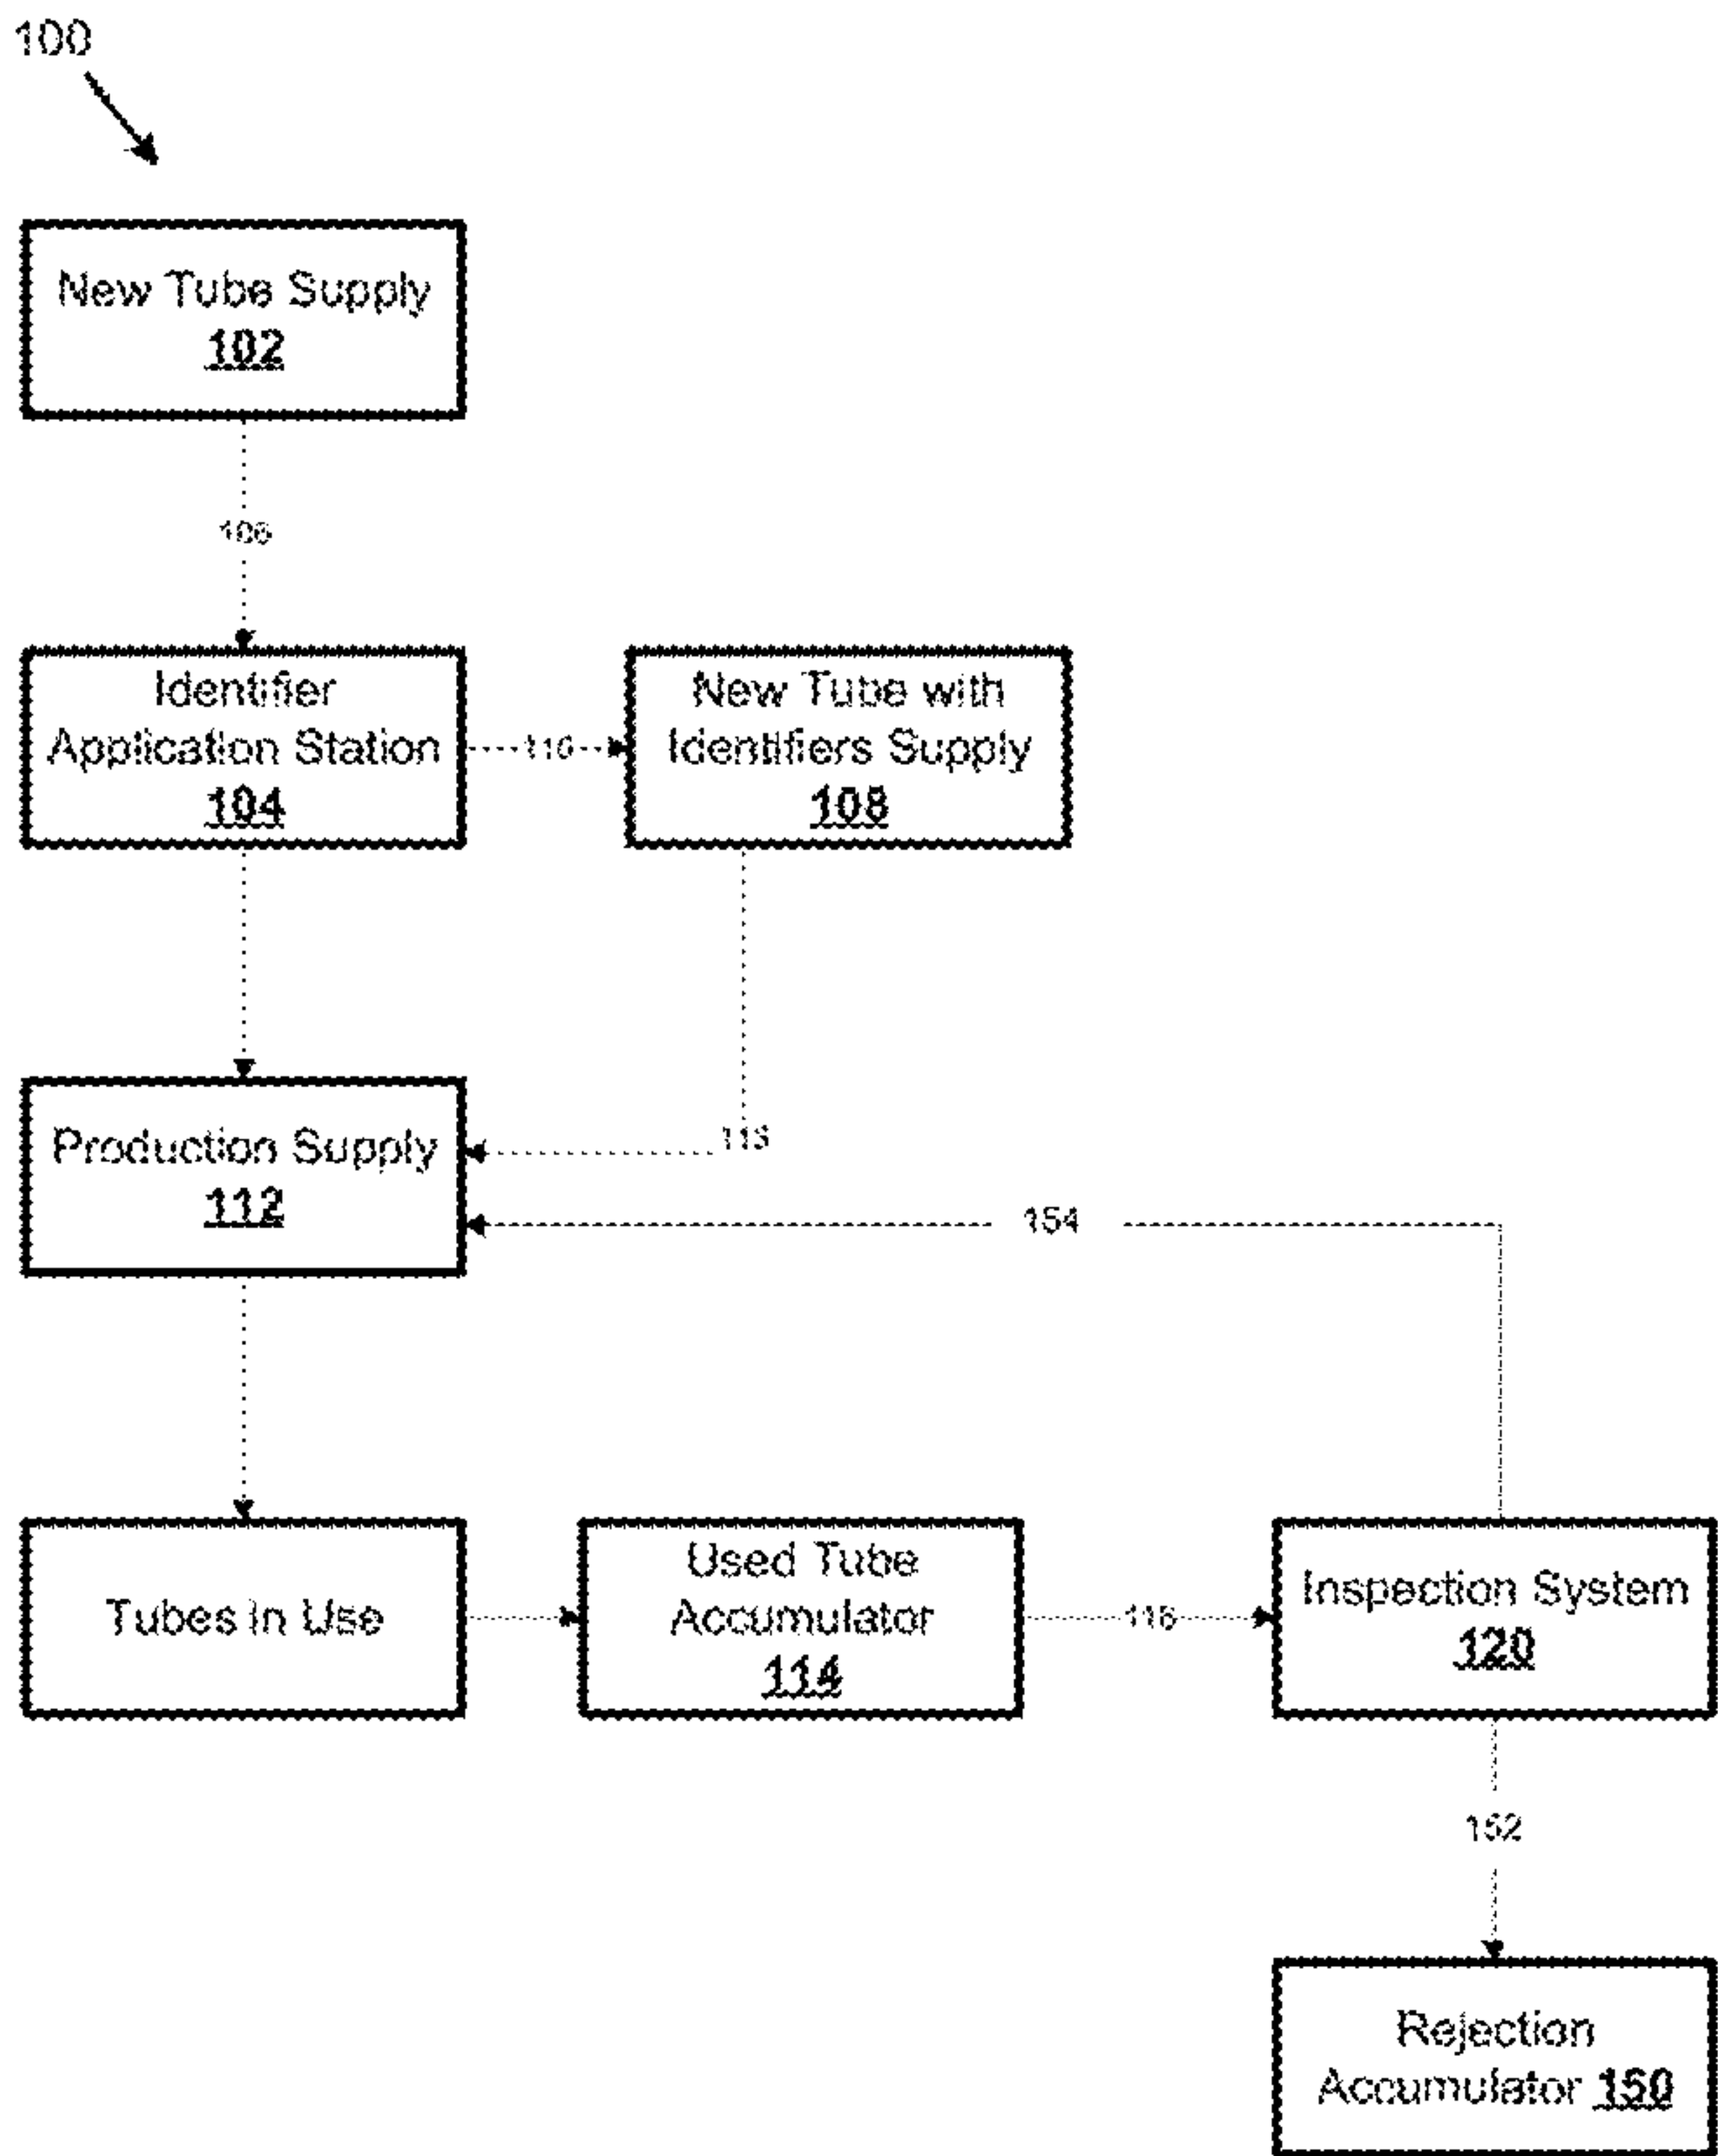 100
New Tube Supply
102
106
Identifier
Application Station
104
110
New Tube with
Identifiers Supply
108
Production Supply
112
113
154
Tubes In Use
Used Tube
Accumulator
114
116
Inspection System
120
152
Rejection
Accumulator 150